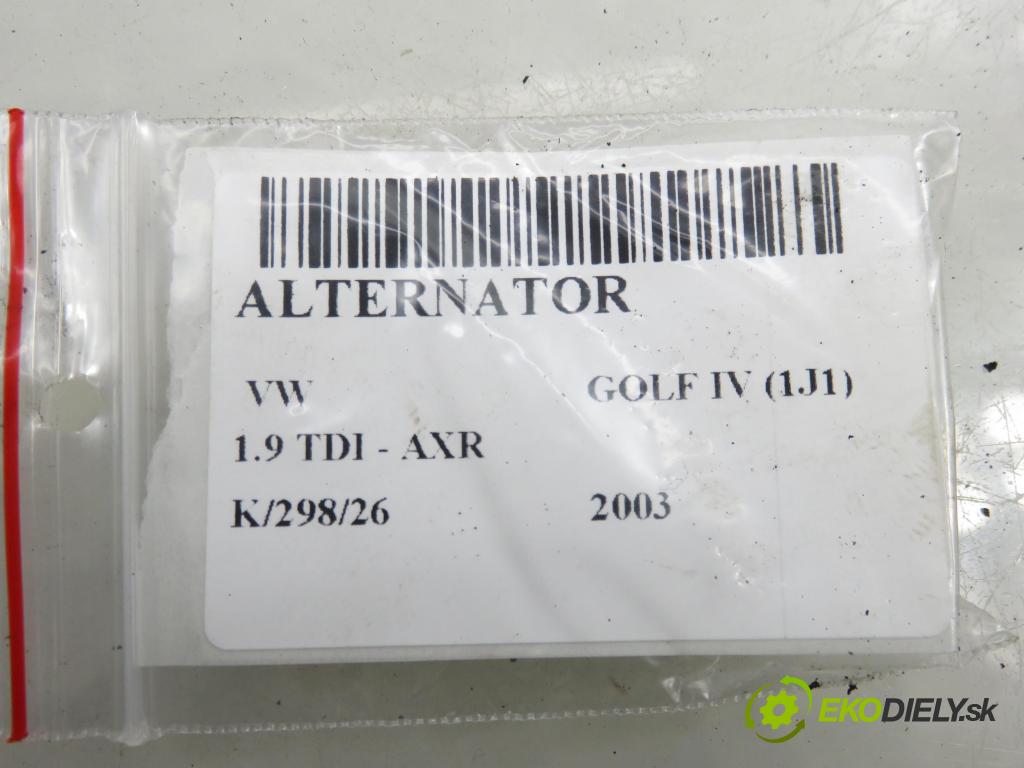 ALTERNATOR
VW GOLF IV (1J1)
1.9 TDI - AXR
K/298/26 2003
EKODIELY.sk